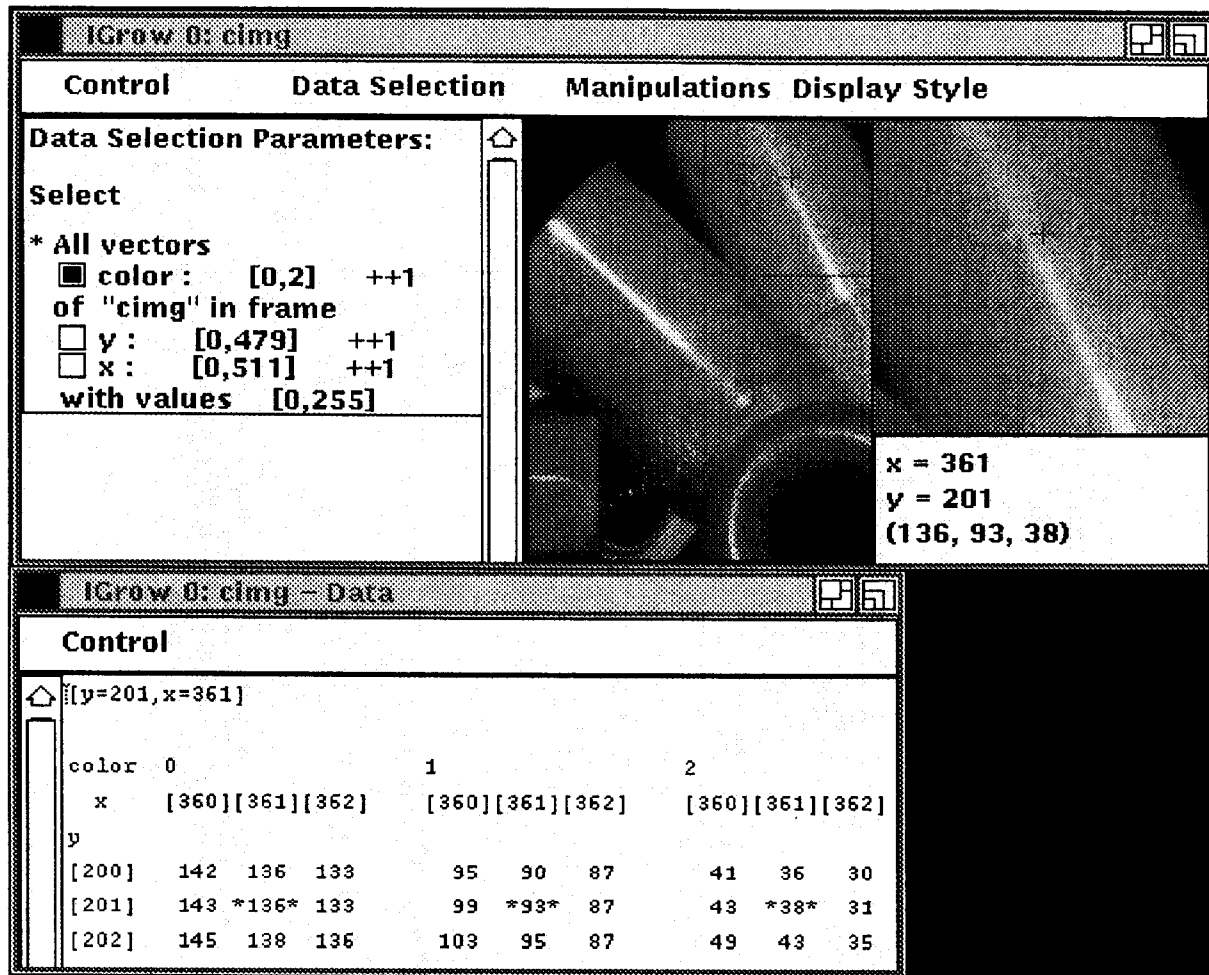 IGrow 0: cimg
Control Data Selection Manipulations Display Style
Data Selection Parameters:
Select
* All vectors
color : [0,2] ++1
of "cimg" in frame
y : [0,479] ++1
x : [0,511] ++1
with values [0,255]
x = 361
y = 201
(136, 93, 38)
IGrow 0: cimg – Data
Control
[y=201,x=361]
color 0 1 2
x [360][361][362] [360][361][362] [360][361][362]
y
[200] 142 136 133 95 90 87 41 36 30
[201] 143 *136* 133 99 *93* 87 43 *38* 31
[202] 145 138 136 103 95 87 49 43 35